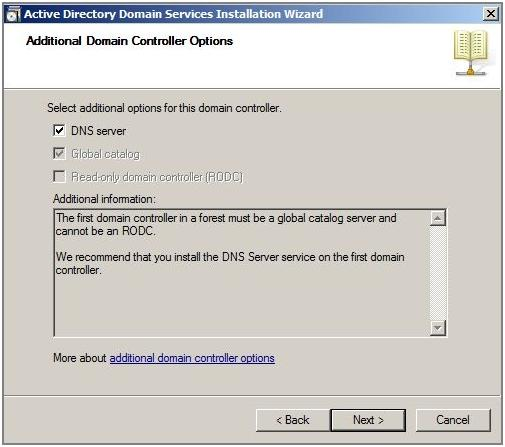 Active Directory Domain Services Installation Wizard
Additional Domain Controller Options
Select additional options for this domain controller.
DNS server
Global catalog
Read-only domain controller (RODC)
Additional information:
The first domain controller in a forest must be a global catalog server and
cannot be an RODC.
We recommend that you install the DNS Server service on the first domain
controller.
More about additional domain controller options
< Back
Next >
Cancel